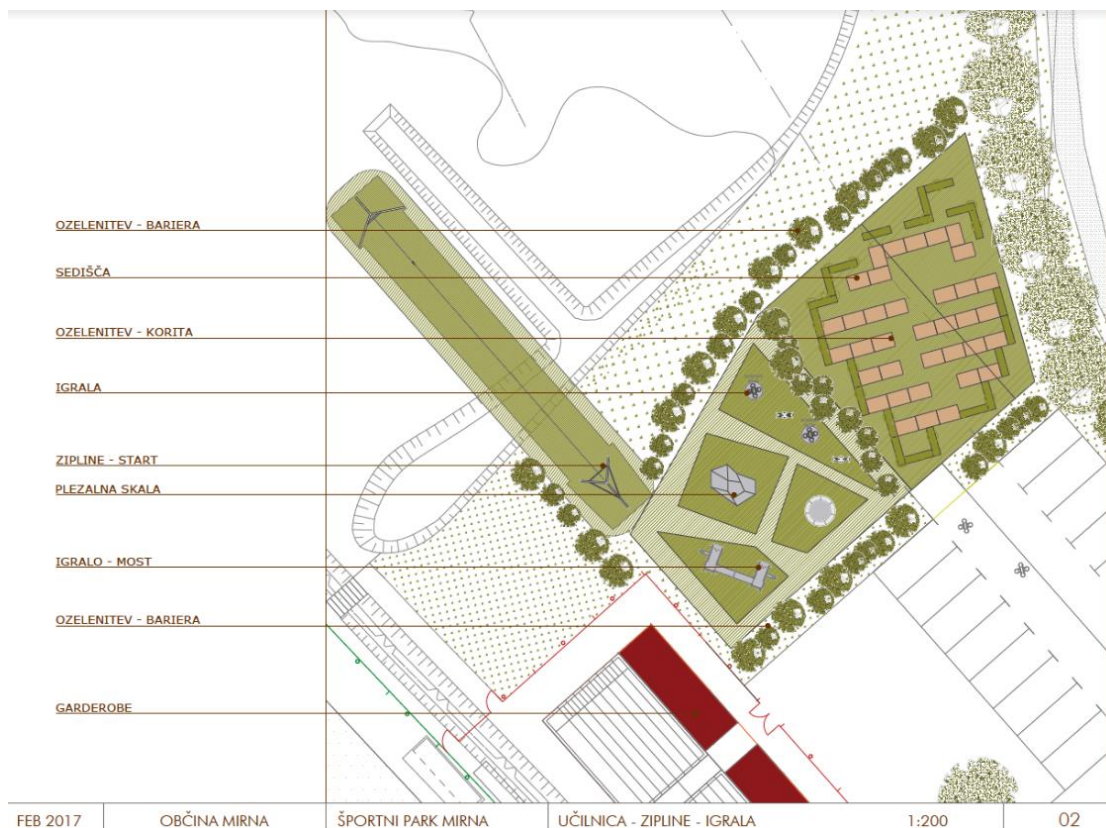 OZELENITEV - BARIERA
SEDIŠČA
OZELENITEV - KORITA
IGRALA
ZIPLINE - START
PLEZALNA SKALA
IGRALO - MOST
OZELENITEV - BARIERA
GARDEROBE
FEB 2017 OBČINA MIRNA ŠPORTNI PARK MIRNA UČILNICA - ZIPLINE - IGRALA 1:200 02